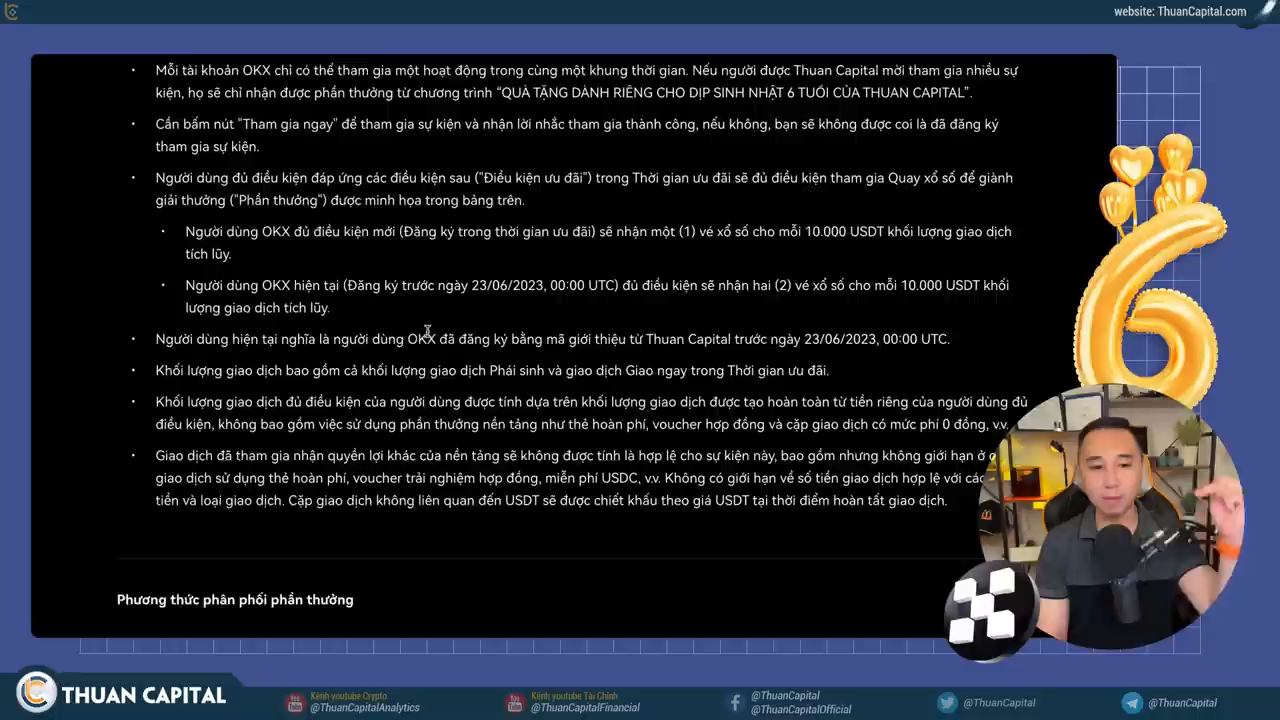 website: ThuanCapital.com
• Mỗi tài khoản OKX chỉ có thể tham gia một hoạt động trong cùng một khung thời gian. Nếu người được Thuan Capital mời tham gia nhiều sự
kiện, họ sẽ chỉ nhận được phần thưởng từ chương trình “QUÀ TẶNG DÀNH RIÊNG CHO DỊP SINH NHẬT 6 TUỔI CỦA THUAN CAPITAL”.
• Cần bấm nút "Tham gia ngay" để tham gia sự kiện và nhận lời nhắc tham gia thành công, nếu không, bạn sẽ không được coi là đã đăng ký
tham gia sự kiện.
• Người dùng đủ điều kiện đáp ứng các điều kiện sau ("Điều kiện ưu đãi") trong Thời gian ưu đãi sẽ đủ điều kiện tham gia Quay xổ số để giành
giải thưởng ("Phần thưởng") được minh họa trong bảng trên.
• Người dùng OKX đủ điều kiện mới (Đăng ký trong thời gian ưu đãi) sẽ nhận một (1) vé xổ số cho mỗi 10.000 USDT khối lượng giao dịch
tích lũy.
• Người dùng OKX hiện tại (Đăng ký trước ngày 23/06/2023, 00:00 UTC) đủ điều kiện sẽ nhận hai (2) vé xổ số cho mỗi 10.000 USDT khối
lượng giao dịch tích lũy.
• Người dùng hiện tại nghĩa là người dùng OKX đã đăng ký bằng mã giới thiệu từ Thuan Capital trước ngày 23/06/2023, 00:00 UTC.
• Khối lượng giao dịch bao gồm cả khối lượng giao dịch Phái sinh và giao dịch Giao ngay trong Thời gian ưu đãi.
• Khối lượng giao dịch đủ điều kiện của người dùng được tính dựa trên khối lượng giao dịch được tạo hoàn toàn từ tiền riêng của người dùng đủ
điều kiện, không bao gồm việc sử dụng phần thưởng nền tảng như thẻ hoàn phí, voucher hợp đồng và cặp giao dịch có mức phí 0 đồng, v.v.
• Giao dịch đã tham gia nhận quyền lợi khác của nền tảng sẽ không được tính là hợp lệ cho sự kiện này, bao gồm nhưng không giới hạn ở
giao dịch sử dụng thẻ hoàn phí, voucher trải nghiệm hợp đồng, miễn phí USDC, v.v. Không có giới hạn về số tiền giao dịch hợp lệ với
tiền và loại giao dịch. Cặp giao dịch không liên quan đến USDT sẽ được chiết khấu theo giá USDT tại thời điểm hoàn tất giao dịch.
Phương thức phân phối phần thưởng
THUAN CAPITAL
Kênh youtube Crypto
@ThuanCapitalAnalytics
Kênh youtube Tài Chính
@ThuanCapitalFinancial
@ThuanCapital
@ThuanCapitalOfficial
@ThuanCapital
@ThuanCapital